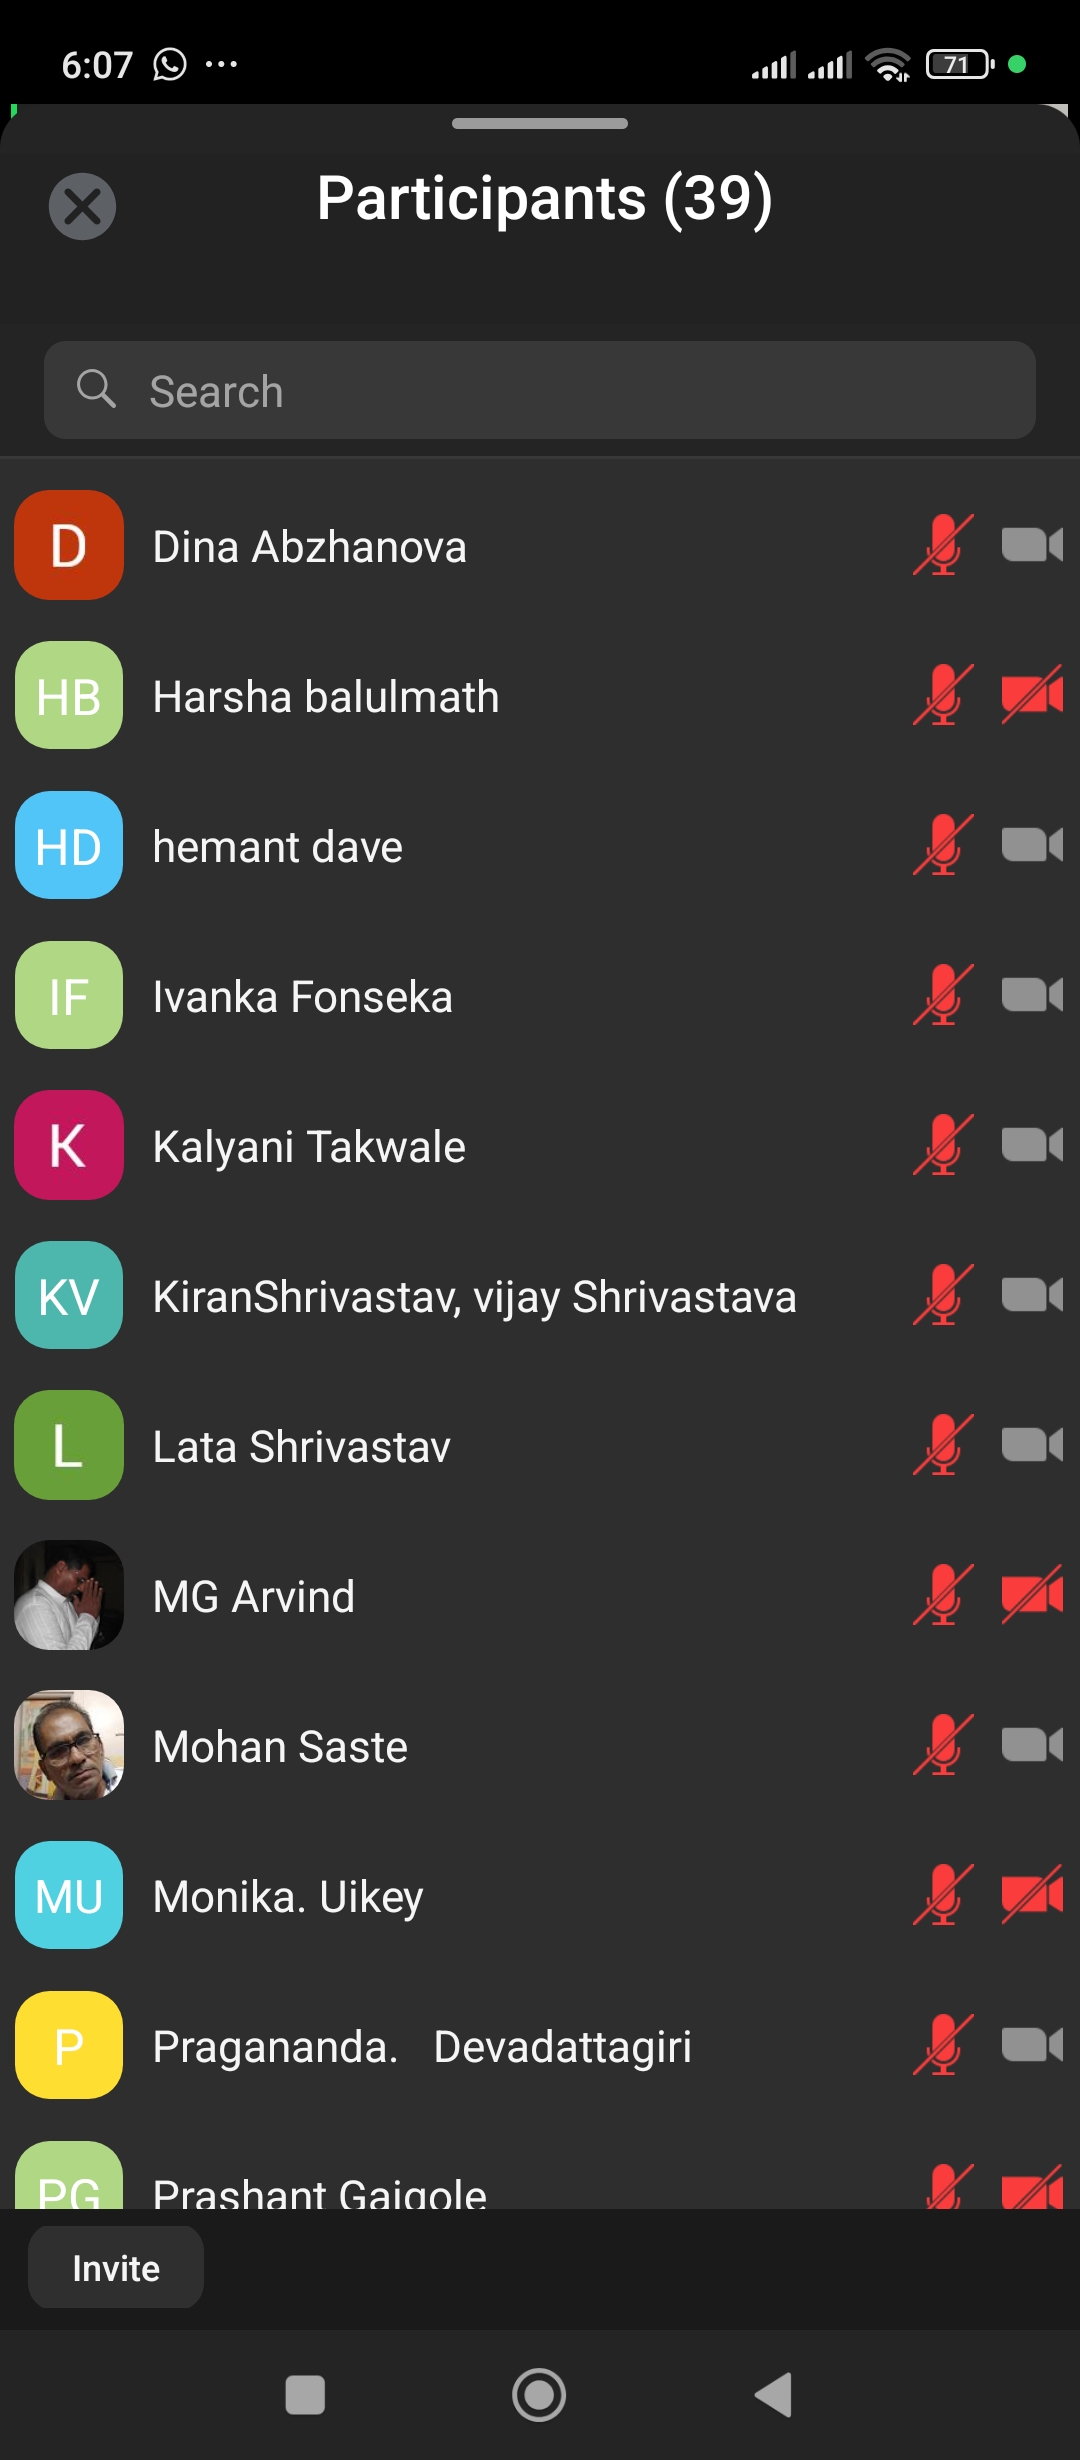 6:07 71
Participants (39)
Search
D Dina Abzhanova
HB Harsha balulmath
HD hemant dave
IF Ivanka Fonseka
K Kalyani Takwale
KV KiranShrivastav, vijay Shrivastava
L Lata Shrivastav
MG Arvind
Mohan Saste
MU Monika. Uikey
P Pragananda. Devadattagiri
PG Prashant Gaigole
Invite